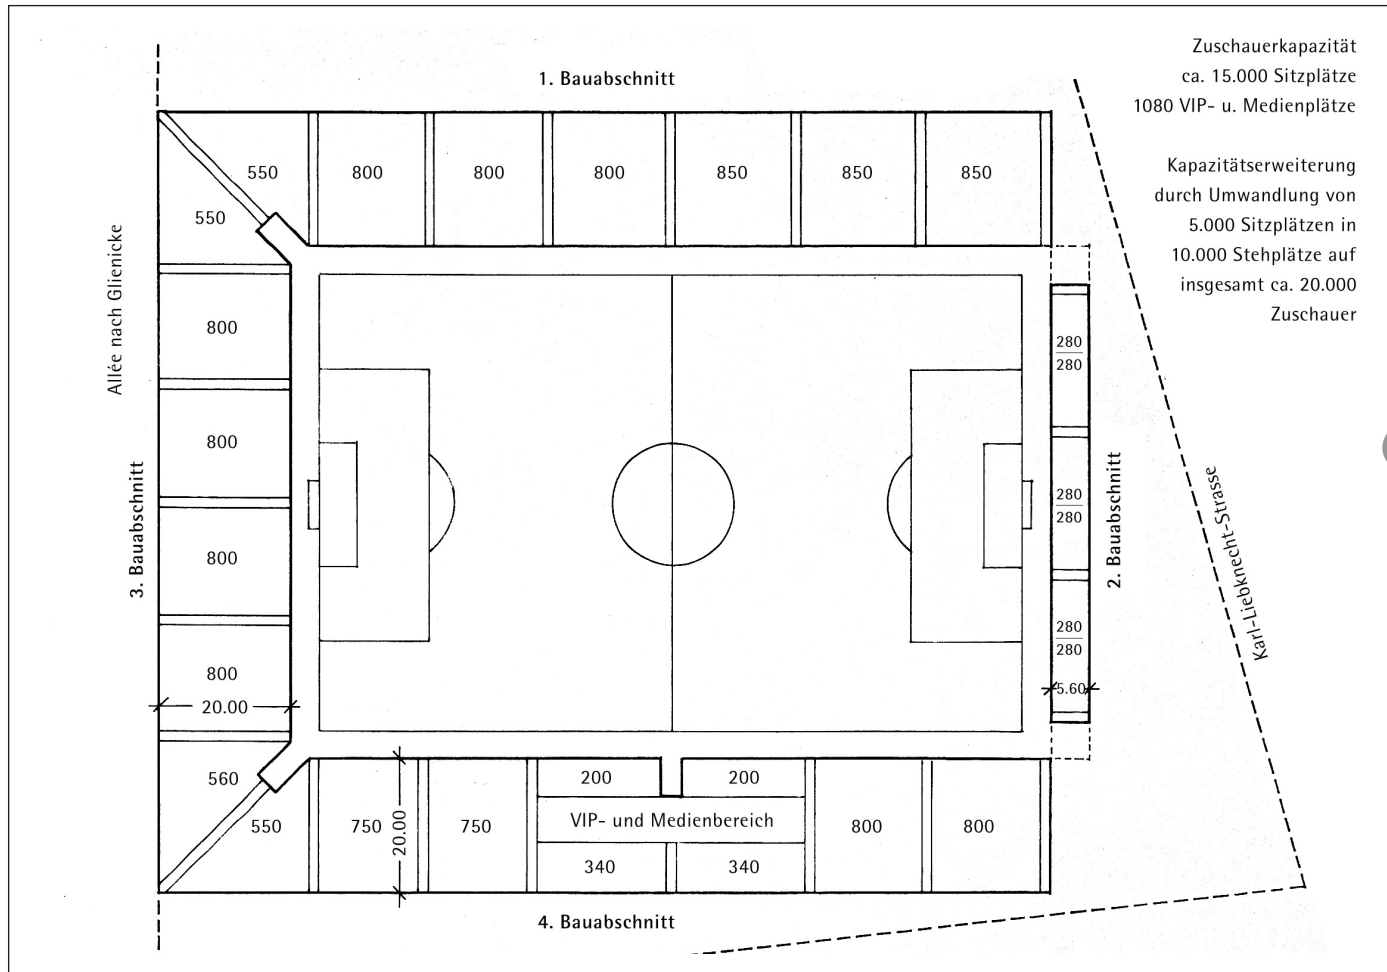 Zuschauerkapazität
ca. 15.000 Sitzplätze
1080 VIP- u. Medienplätze
Kapazitätserweiterung
durch Umwandlung von
5.000 Sitzplätzen in
10.000 Stehplätze auf
insgesamt ca. 20.000
Zuschauer
1. Bauabschnitt
550
800
800
800
850
850
850
550
Allée nach Glienicke
800
800
800
800
20.00
3. Bauabschnitt
280
280
280
280
280
280
5.60
2. Bauabschnitt
Karl-Liebknecht-Strasse
560
550
750
20.00
750
200
200
VIP- und Medienbereich
340
340
800
800
4. Bauabschnitt